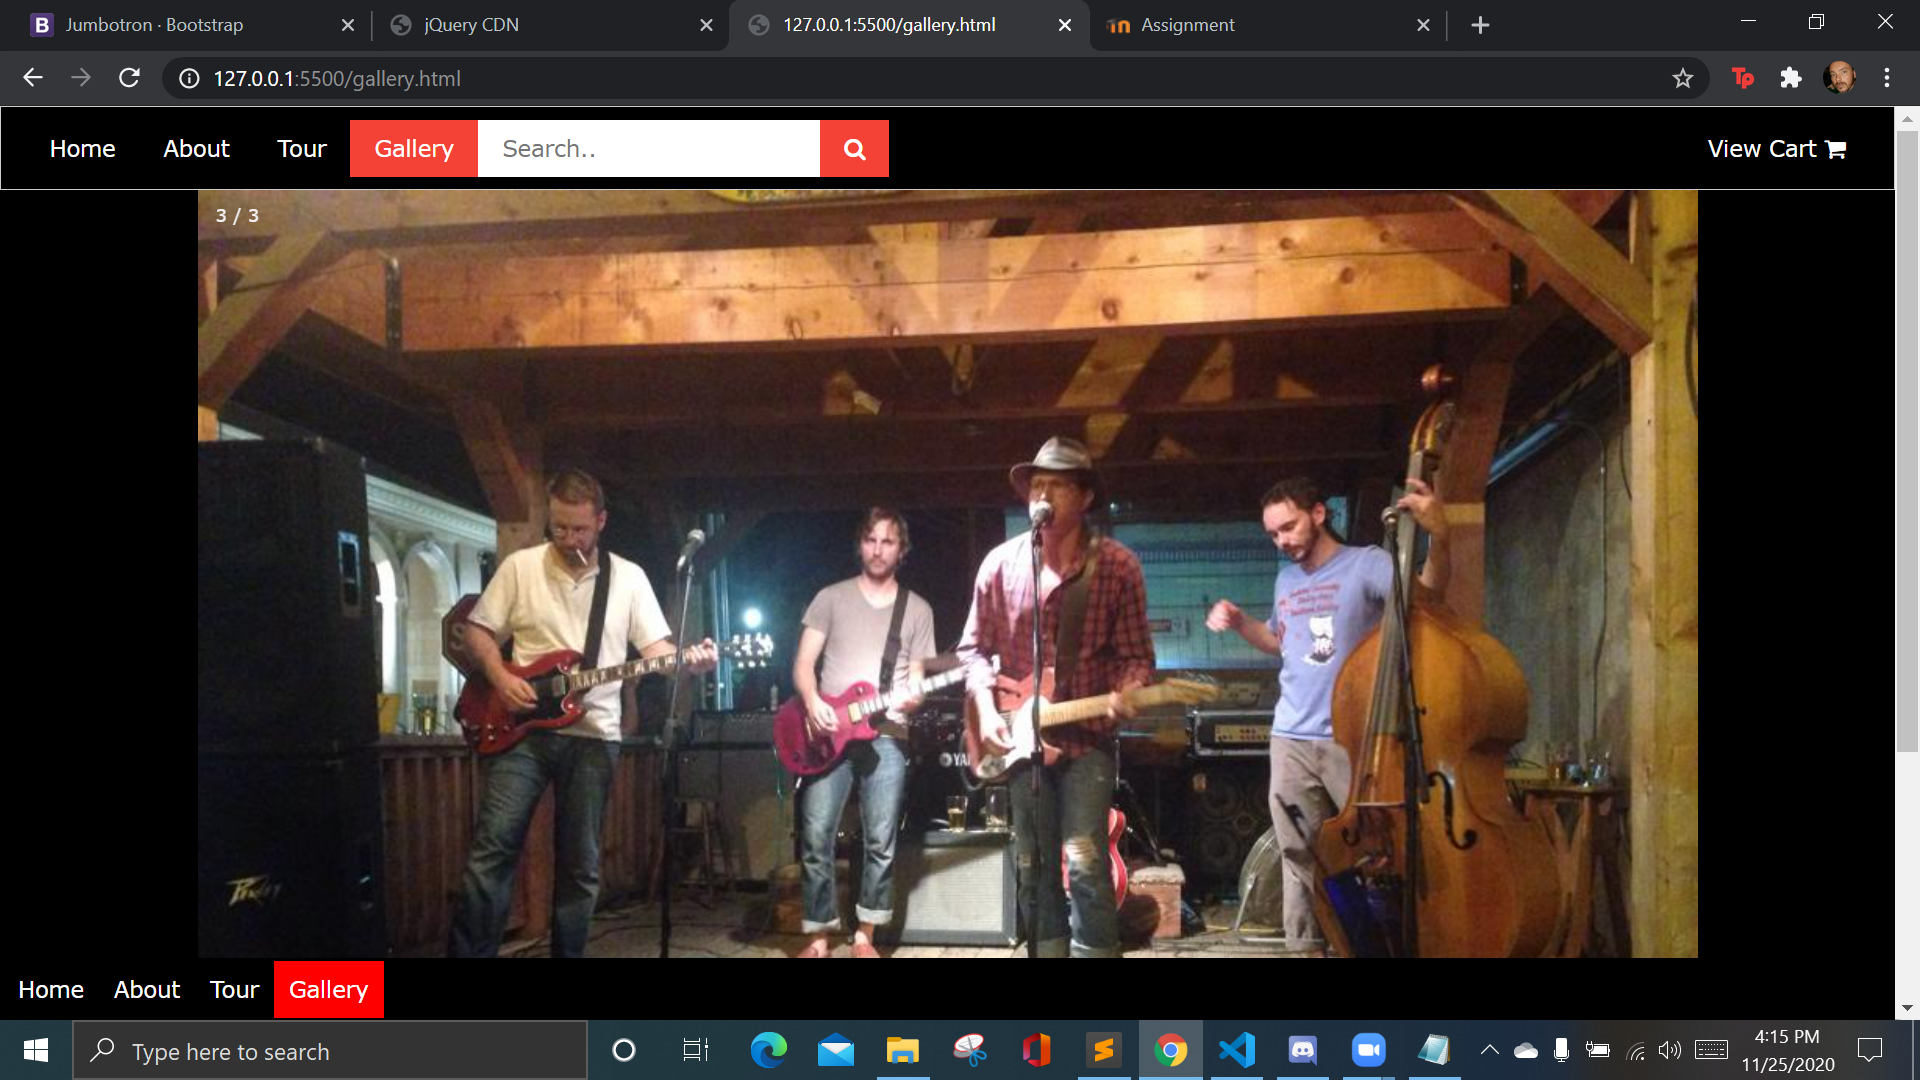 Jumbotron · Bootstrap
jQuery CDN
127.0.0.1:5500/gallery.html
Assignment
127.0.0.1:5500/gallery.html
Tp
Home
About
Tour
Gallery
Search..
View Cart
3 / 3
Home
About
Tour
Gallery
Type here to search
4:15 PM
11/25/2020